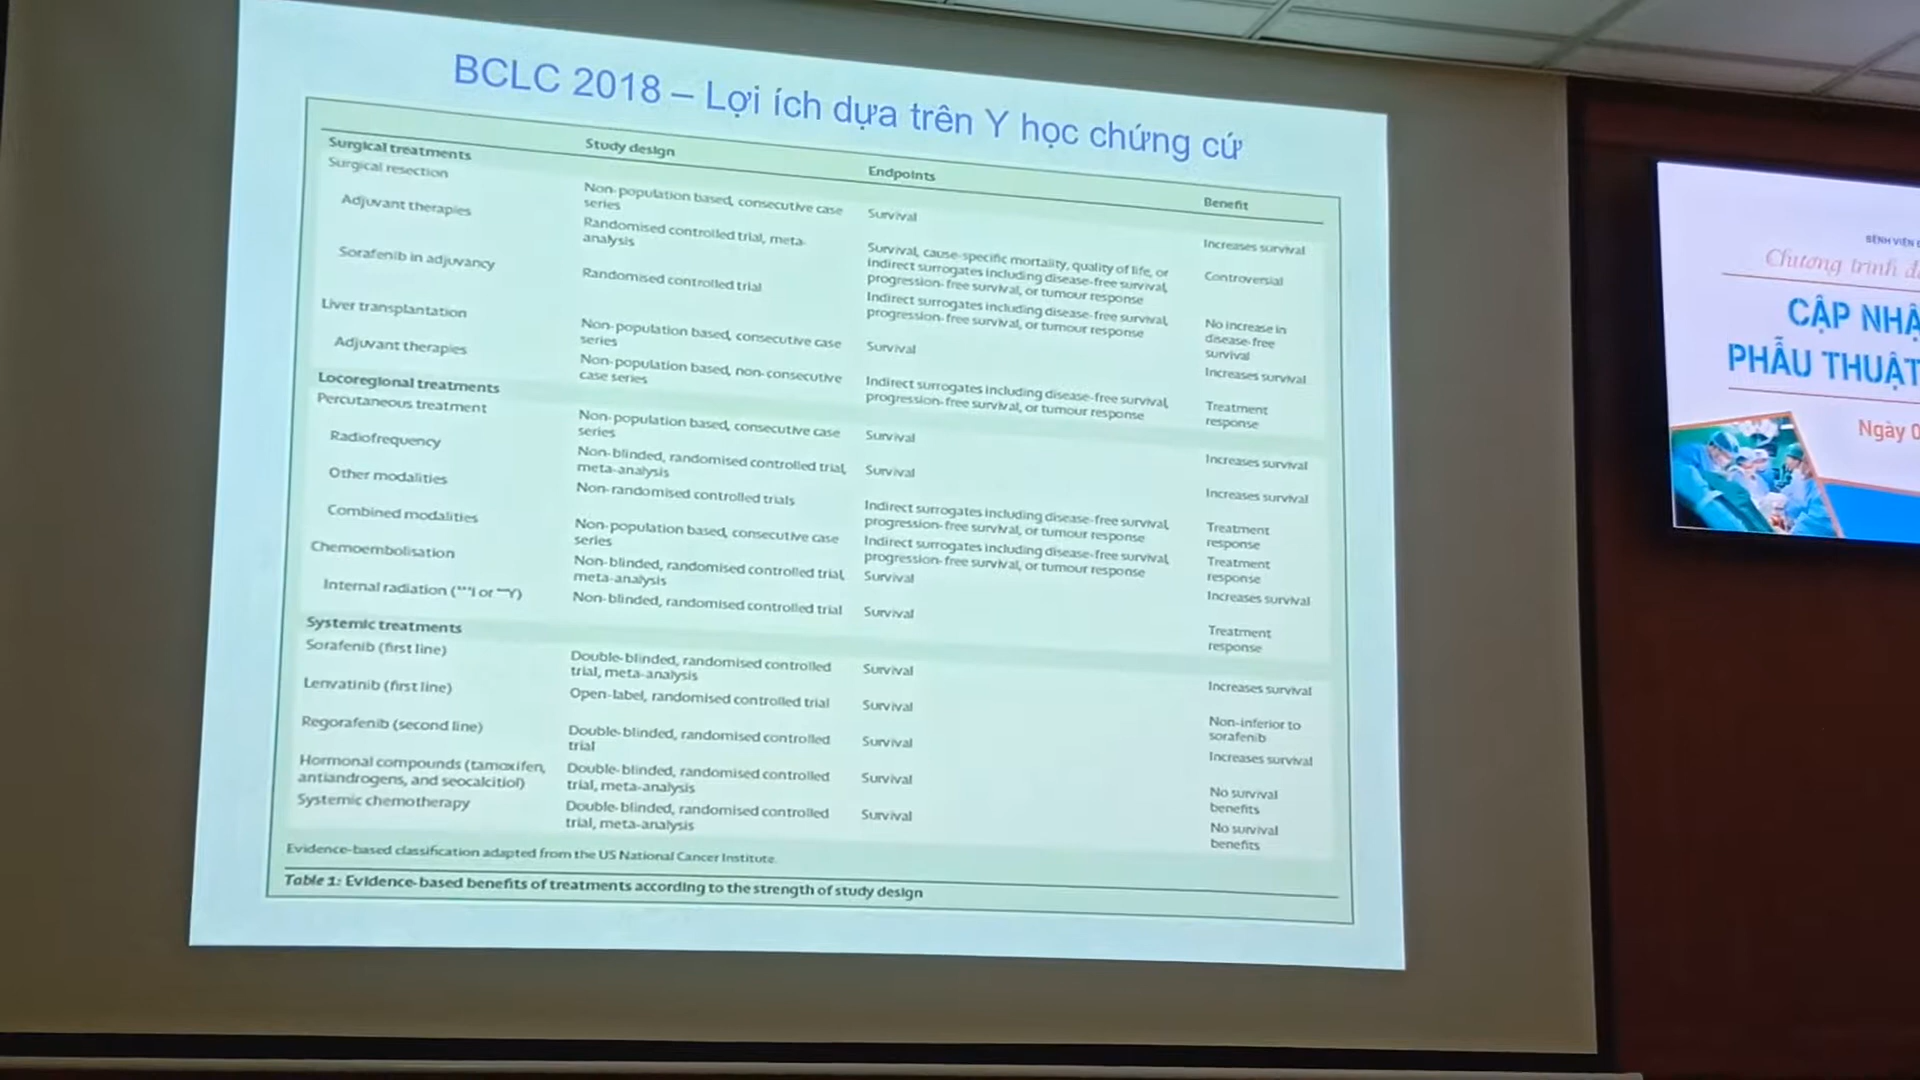 BCLC 2018 – Lợi ích dựa trên Y học chứng cứ
Study design
Endpoints
Benefit
Surgical treatments
Surgical resection
Non-population based, consecutive case
series
Survival
Increases survival
Adjuvant therapies
Randomised controlled trial, meta-
analysis
Survival, cause-specific mortality, quality of life, or
indirect surrogates including disease-free survival,
progression-free survival, or tumour response
Controversial
Sorafenib in adjuvancy
Randomised controlled trial
Indirect surrogates including disease-free survival,
progression-free survival, or tumour response
No increase in
disease-free
survival
Liver transplantation
Non-population based, consecutive case
series
Survival
Increases survival
Adjuvant therapies
Non-population based, non-consecutive
case series
Indirect surrogates including disease-free survival,
progression-free survival, or tumour response
Treatment
response
Locoregional treatments
Percutaneous treatment
Non-population based, consecutive case
series
Survival
Increases survival
Radiofrequency
Non-blinded, randomised controlled trial,
meta-analysis
Survival
Increases survival
Other modalities
Non-randomised controlled trials
Indirect surrogates including disease-free survival,
progression-free survival, or tumour response
Treatment
response
Combined modalities
Non-population based, consecutive case
series
Indirect surrogates including disease-free survival,
progression-free survival, or tumour response
Treatment
response
Chemoembolisation
Non-blinded, randomised controlled trial,
meta-analysis
Survival
Increases survival
Internal radiation ( I or Y)
Non-blinded, randomised controlled trial
Survival
Treatment
response
Systemic treatments
Sorafenib (first line)
Double-blinded, randomised controlled
trial, meta-analysis
Survival
Increases survival
Lenvatinib (first line)
Open-label, randomised controlled trial
Survival
Non-inferior to
sorafenib
Regorafenib (second line)
Double-blinded, randomised controlled
trial
Survival
Increases survival
Hormonal compounds (tamoxifen,
antiandrogens, and seocalcitiol)
Double-blinded, randomised controlled
trial, meta-analysis
Survival
No survival
benefits
Systemic chemotherapy
Double-blinded, randomised controlled
trial, meta-analysis
Survival
No survival
benefits
Evidence-based classification adapted from the US National Cancer Institute.
Table 1: Evidence-based benefits of treatments according to the strength of study design
BỆNH VIỆN
Chương trình
CẬP NHẬ
PHẪU THUẬT
Ngày 0